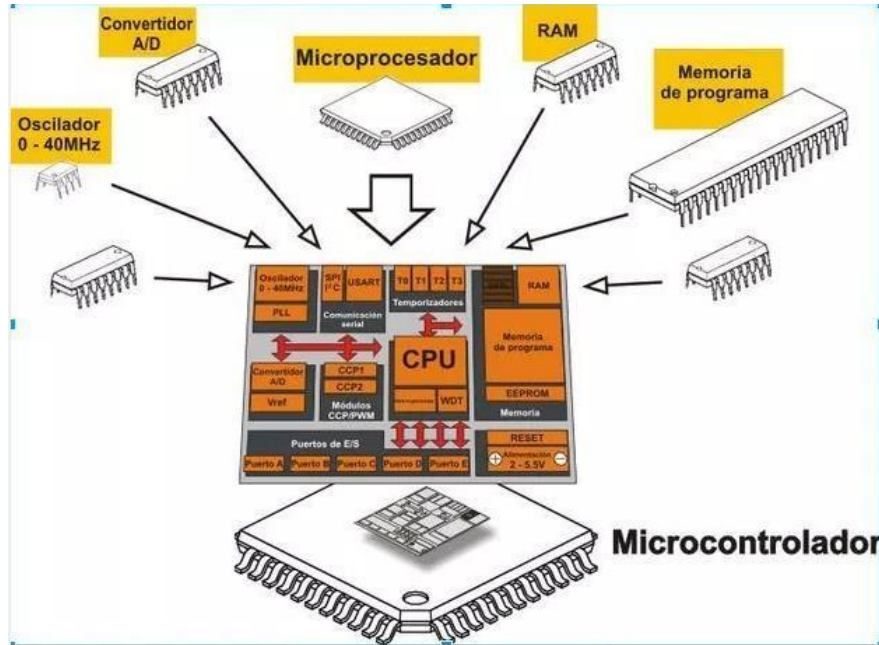 Convertidor
A/D
Microprocesador
RAM
Memoria
de programa
Oscilador
0 - 40MHz
Oscilador
0 - 40MHz
PLL
SPI
I²C
USART
Comunicación
serial
T0 T1 T2 T3
Temporizadores
RAM
Memoria
de programa
EEPROM
Memoria
Convertidor
A/D
Vref
CCP1
CCP2
Módulos
CCP/PWM
CPU
WDT
Puertos de E/S
Puerto A Puerto B Puerto C Puerto D Puerto E
RESET
+ Alimentación -
2 - 5.5V
Microcontrolador